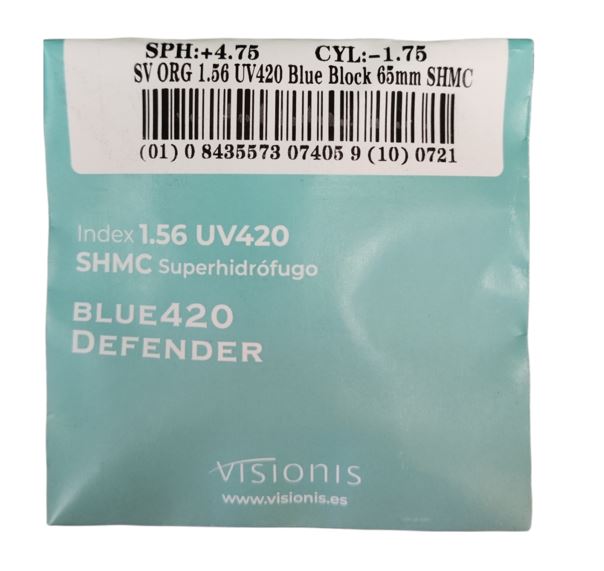 SPH:+4.75 CYL:-1.75
SV ORG 1.56 UV420 Blue Block 65mm SHMC
(01) 0 8435573 07405 9 (10) 0721
Index 1.56 UV420
SHMC Superhidrófugo
BLUE420
DEFENDER
VISIONIS
www.visionis.es